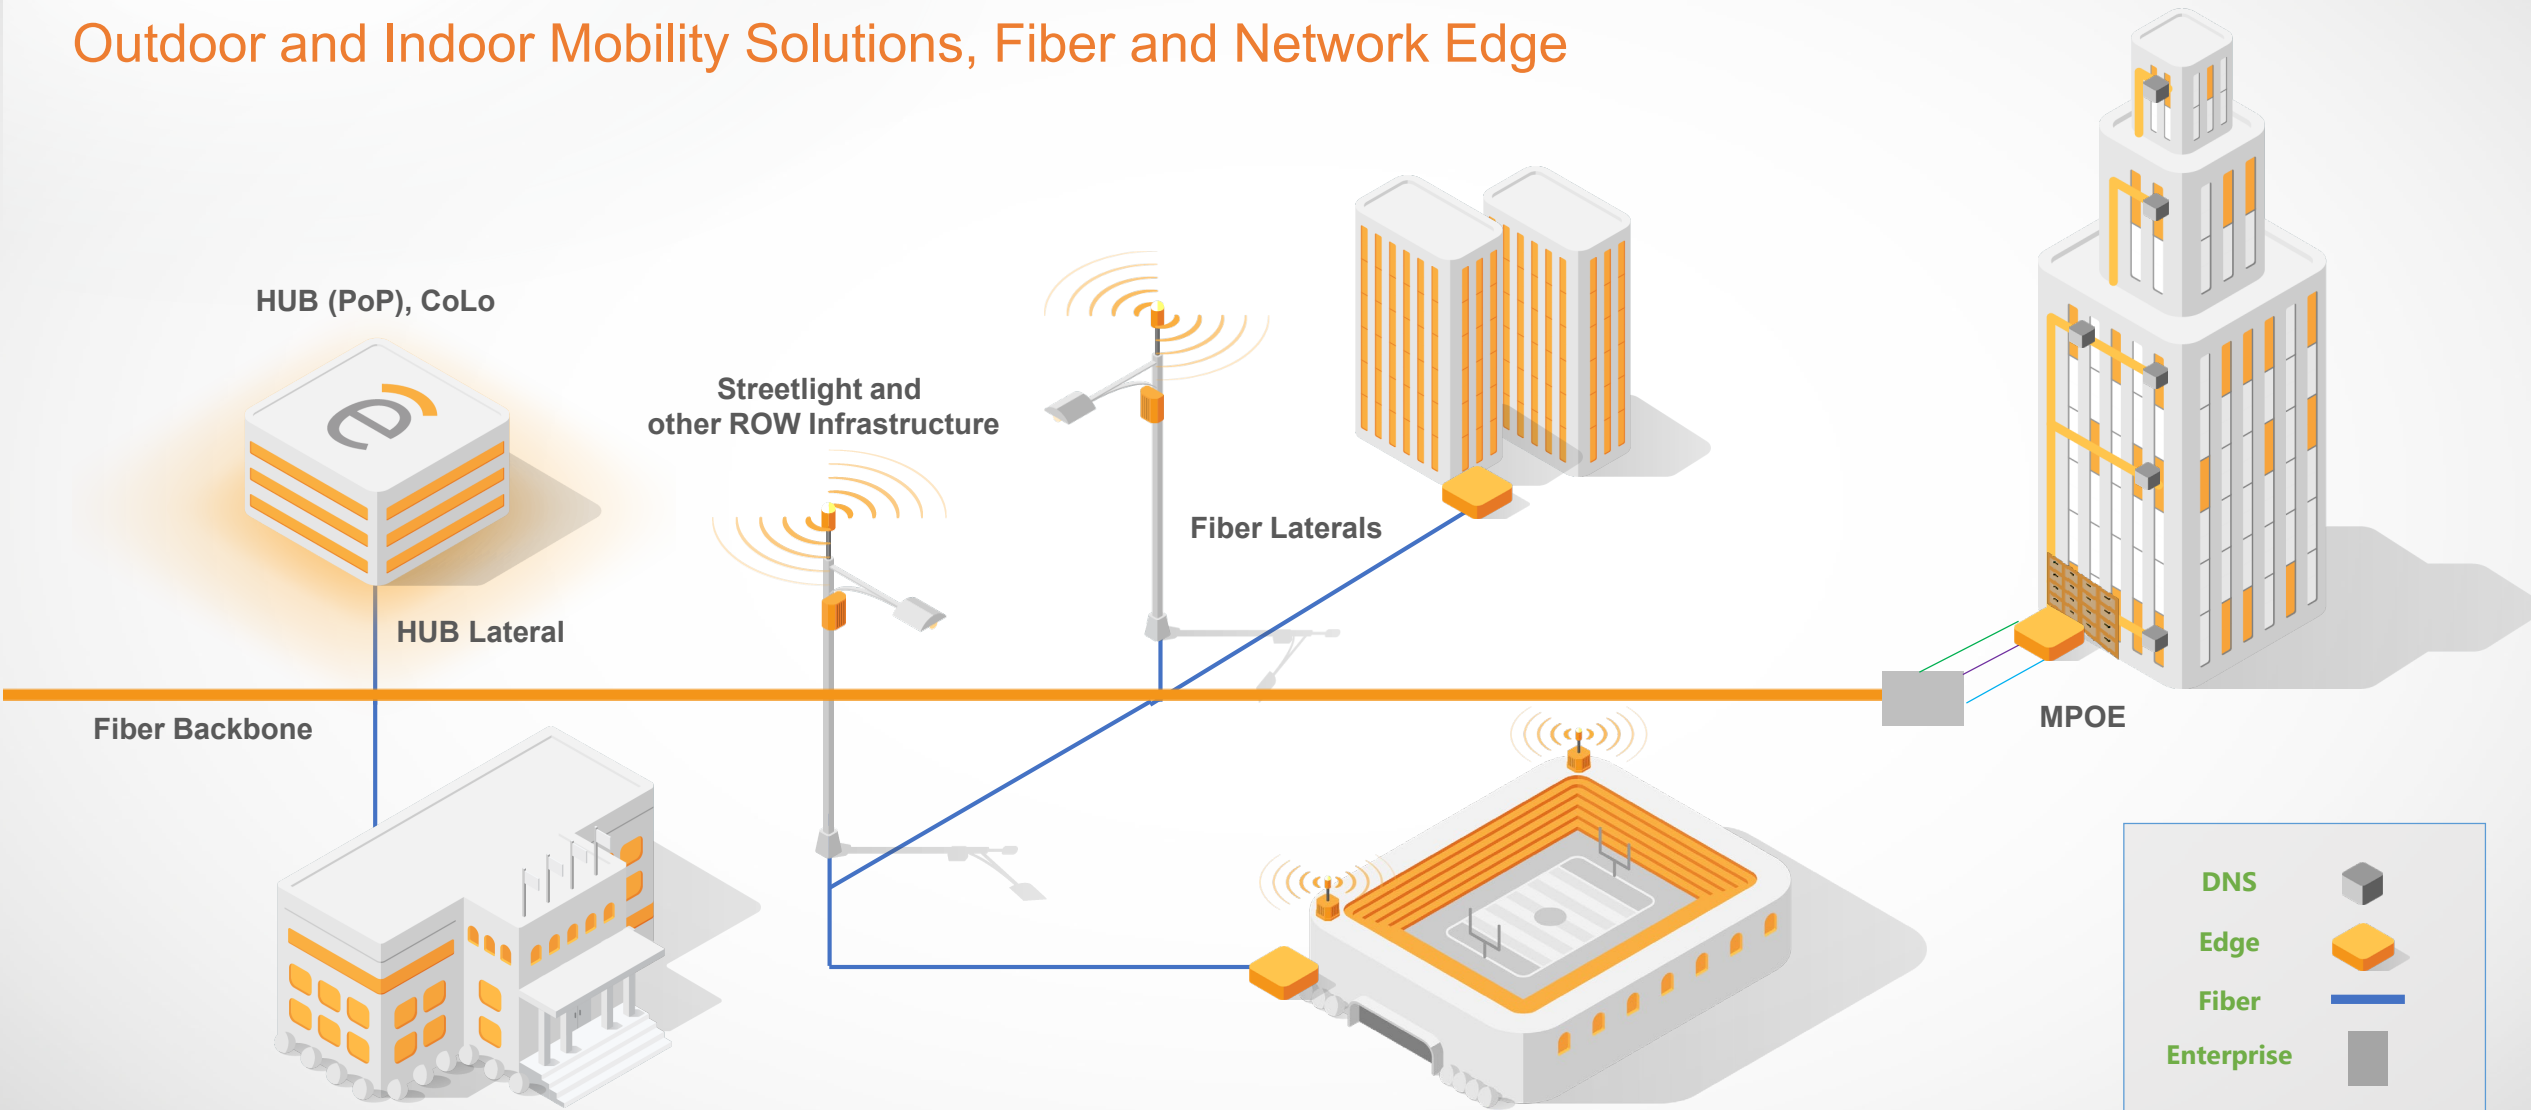 Outdoor and Indoor Mobility Solutions, Fiber and Network Edge
HUB (PoP), CoLo
Streetlight and
other ROW Infrastructure
Fiber Laterals
HUB Lateral
Fiber Backbone
MPOE
DNS
Edge
Fiber
Enterprise
e